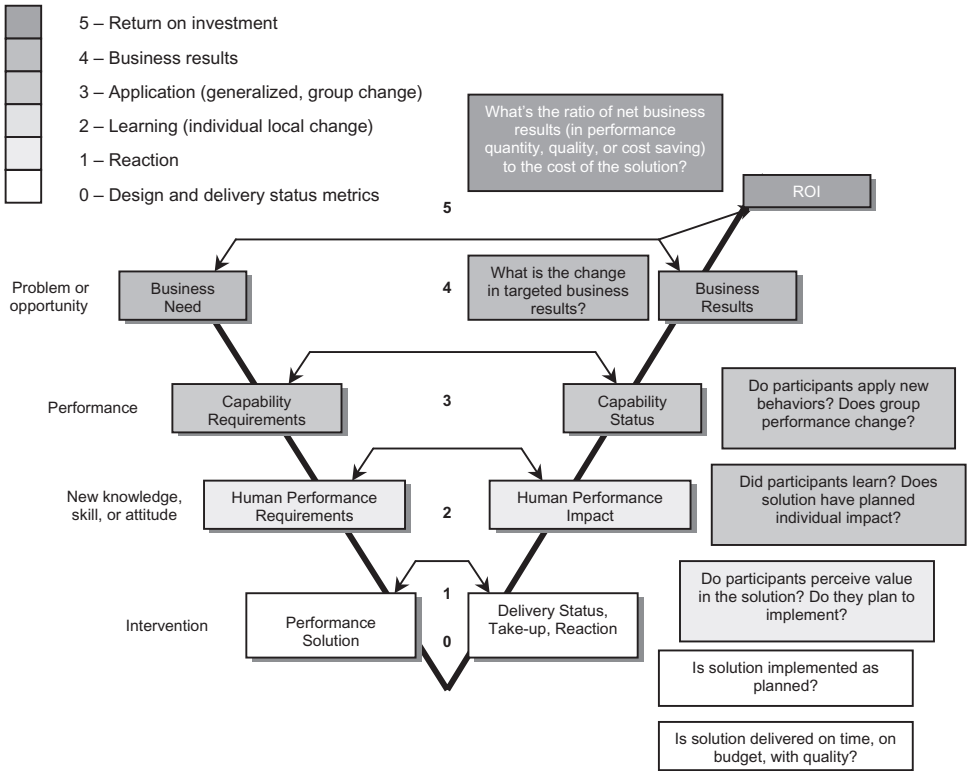 5 – Return on investment
4 – Business results
3 – Application (generalized, group change)
2 – Learning (individual local change)
1 – Reaction
0 – Design and delivery status metrics
What's the ratio of net business
results (in performance
quantity, quality, or cost saving)
to the cost of the solution?
ROI
5
Problem or
opportunity
Business
Need
4
What is the change
in targeted business
results?
Business
Results
Performance
Capability
Requirements
3
Capability
Status
Do participants apply new
behaviors? Does group
performance change?
New knowledge,
skill, or attitude
Human Performance
Requirements
2
Human Performance
Impact
Did participants learn? Does
solution have planned
individual impact?
Intervention
Performance
Solution
1
0
Delivery Status,
Take-up, Reaction
Do participants perceive value
in the solution? Do they plan to
implement?
Is solution implemented as
planned?
Is solution delivered on time, on
budget, with quality?